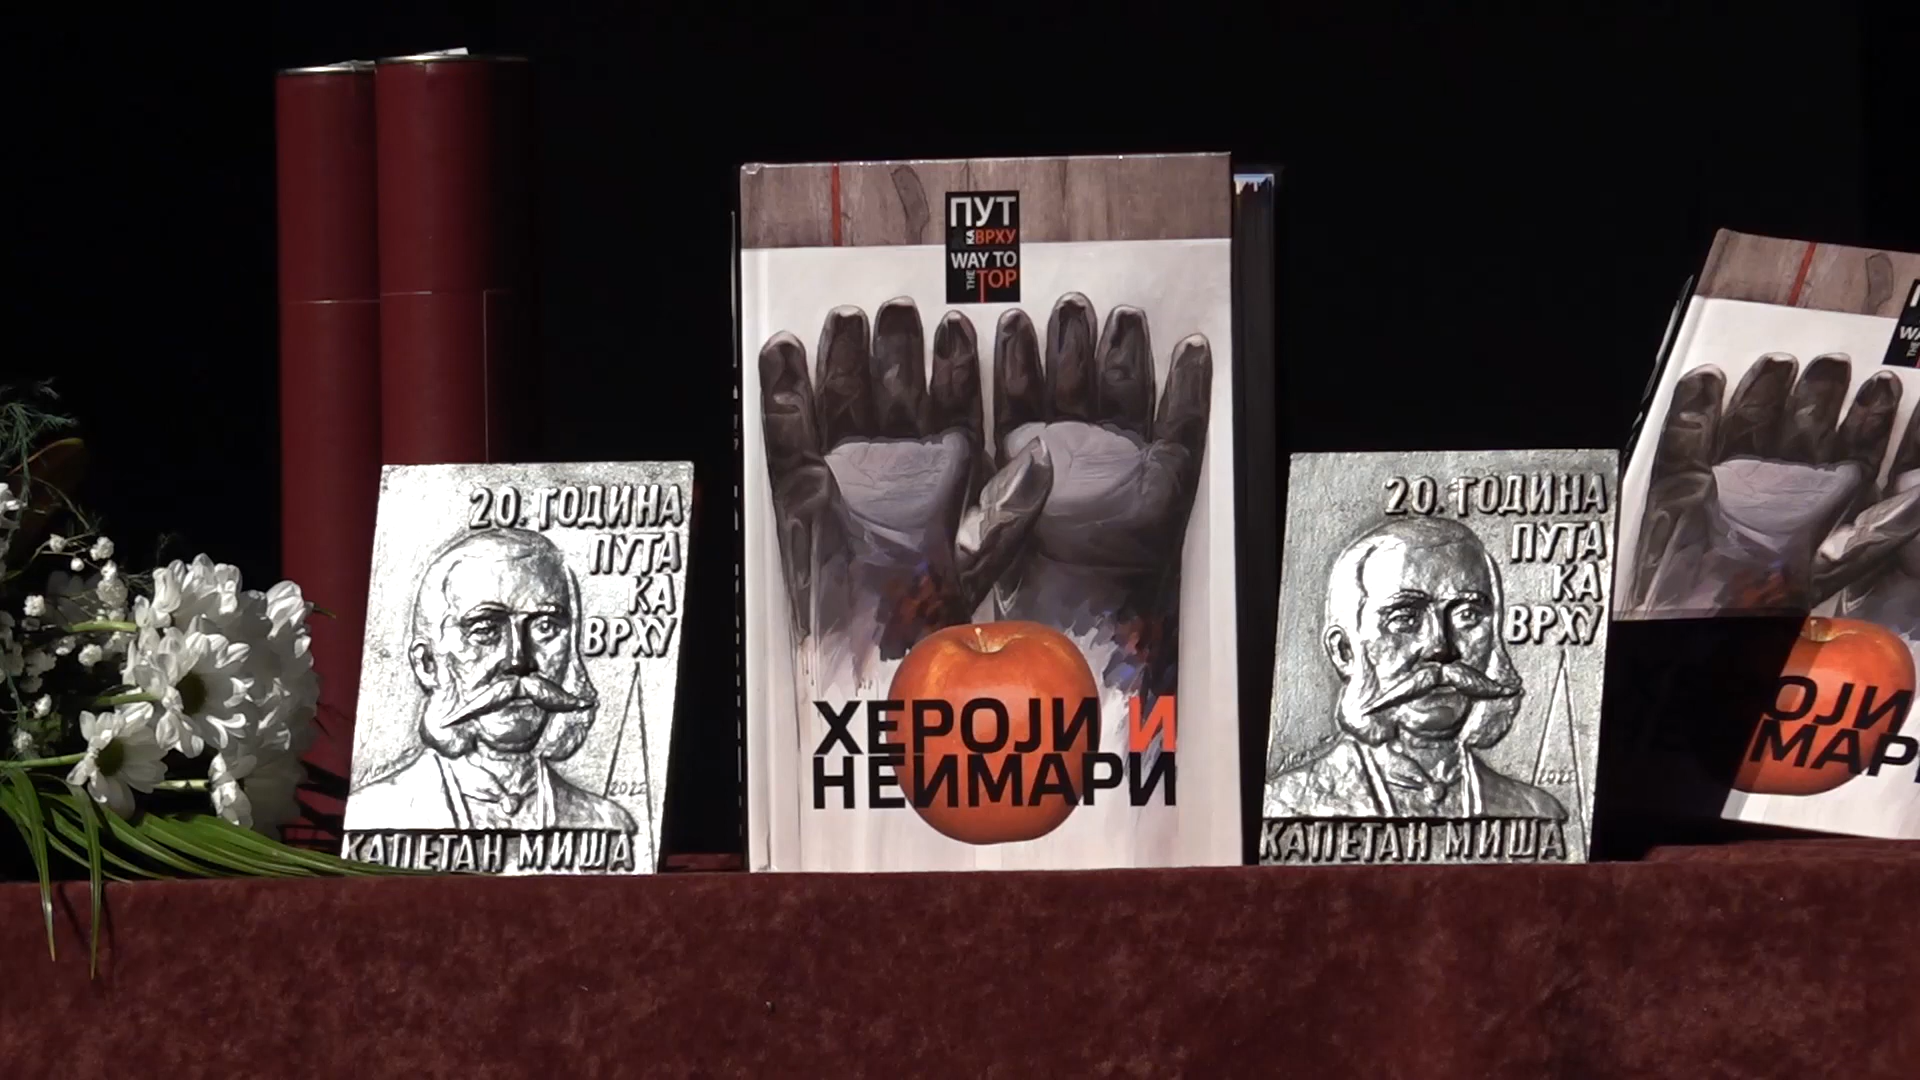 20. ГОДИНА
ПУТА
КА
ВРХУ
2022
КАПЕТАН МИША
ПУТ
КА ВРХУ
WAY TO
THE TOP
ХЕРОЈИ И
НЕИМАРИ
20. ГОДИНА
ПУТА
КА
ВРХУ
2022
КАПЕТАН МИША
ОЈИ
МАР